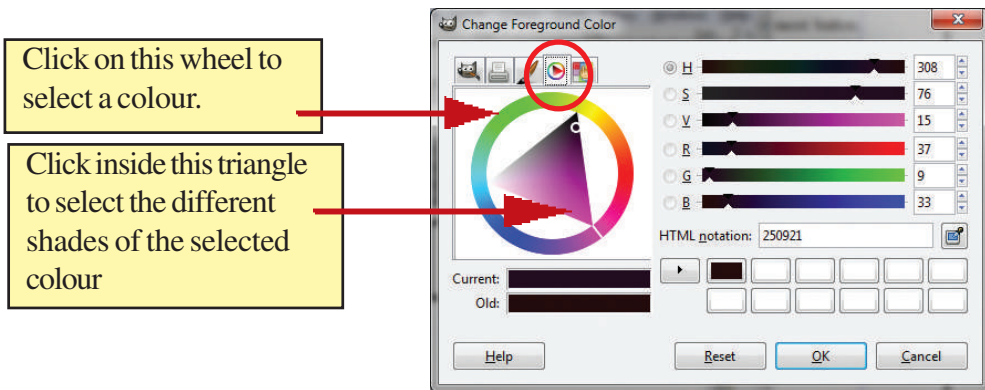 Change Foreground Color
Click on this wheel to
select a colour.
Click inside this triangle
to select the different
shades of the selected
colour
H 308
S 76
V 15
R 37
G 9
B 33
HTML notation: 250921
Current:
Old:
Help
Reset
OK
Cancel